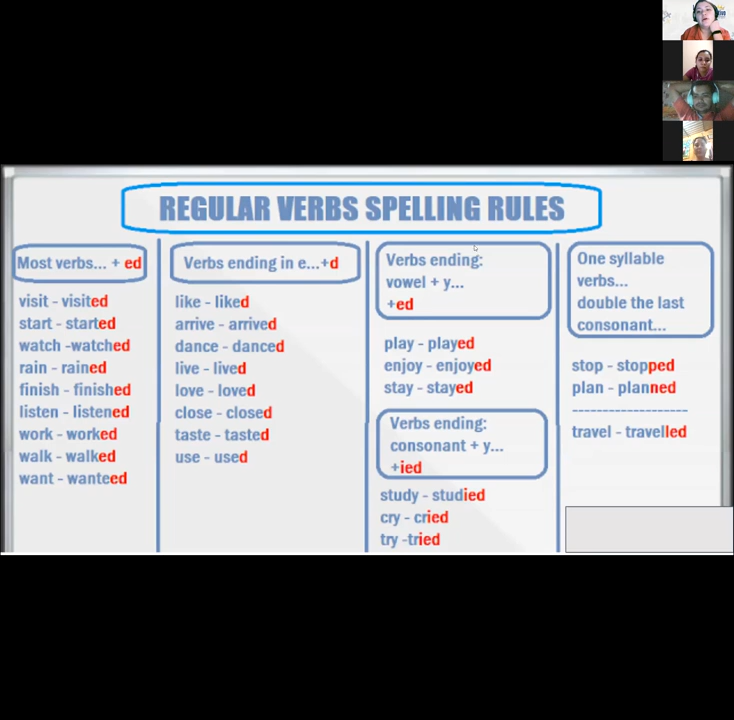 REGULAR VERBS SPELLING RULES
Most verbs... + ed
visit - visited
start - started
watch -watched
rain - rained
finish - finished
listen - listened
work - worked
walk - walked
want - wanteed
Verbs ending in e...+d
like - liked
arrive - arrived
dance - danced
live - lived
love - loved
close - closed
taste - tasted
use - used
Verbs ending:
vowel + y...
+ed
play - played
enjoy - enjoyed
stay - stayed
Verbs ending:
consonant + y...
+ied
study - studied
cry - cried
try -tried
One syllable
verbs...
double the last
consonant...
stop - stopped
plan - planned
-------------------
travel - travelled